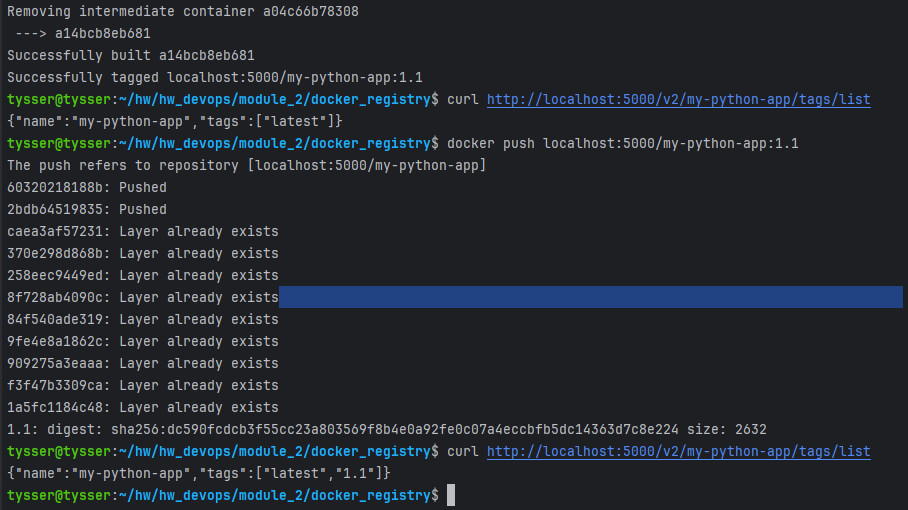 Removing intermediate container a04c66b78308
 ---> a14bcb8eb681
Successfully built a14bcb8eb681
Successfully tagged localhost:5000/my-python-app:1.1
tysser@tysser:~/hw/hw_devops/module_2/docker_registry$ curl http://localhost:5000/v2/my-python-app/tags/list
{"name":"my-python-app","tags":["latest"]}
tysser@tysser:~/hw/hw_devops/module_2/docker_registry$ docker push localhost:5000/my-python-app:1.1
The push refers to repository [localhost:5000/my-python-app]
60320218188b: Pushed
2bdb64519835: Pushed
caea3af57231: Layer already exists
370e298d868b: Layer already exists
258eec9449ed: Layer already exists
8f728ab4090c: Layer already exists
84f540ade319: Layer already exists
9fe4e8a1862c: Layer already exists
909275a3eaaa: Layer already exists
f3f47b3309ca: Layer already exists
1a5fc1184c48: Layer already exists
1.1: digest: sha256:dc590fcdcb3f55cc23a803569f8b4e0a92fe0c07a4eccbfb5dc14363d7c8e224 size: 2632
tysser@tysser:~/hw/hw_devops/module_2/docker_registry$ curl http://localhost:5000/v2/my-python-app/tags/list
{"name":"my-python-app","tags":["latest","1.1"]}
tysser@tysser:~/hw/hw_devops/module_2/docker_registry$